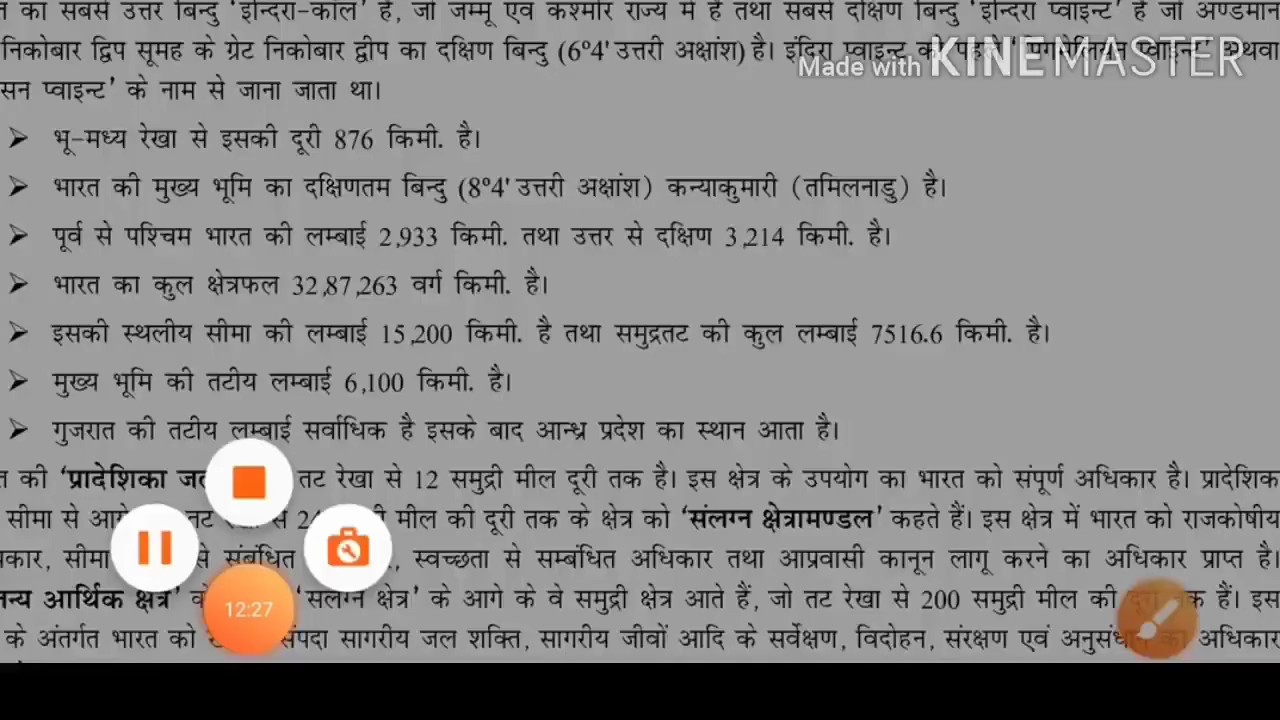 का सबसे उत्तर बिन्दु 'इन्दिरा-कॉल' है, जो जम्मू एवं कश्मीर राज्य में है तथा सबसे दक्षिण बिन्दु 'इन्दिरा प्वाइन्ट' है जो अण्डमान
निकोबार द्विप सूमह के ग्रेट निकोबार द्वीप का दक्षिण बिन्दु (6º4' उत्तरी अक्षांश) है। इंदिरा प्वाइन्ट प्वाइन्ट' अथवा
Made with KINEMASTER
सन प्वाइन्ट' के नाम से जाना जाता था।
➢ भू-मध्य रेखा से इसकी दूरी 876 किमी. है।
➢ भारत की मुख्य भूमि का दक्षिणतम बिन्दु (8º4' उत्तरी अक्षांश) कन्याकुमारी (तमिलनाडु) है।
➢ पूर्व से पश्चिम भारत की लम्बाई 2,933 किमी. तथा उत्तर से दक्षिण 3,214 किमी. है।
➢ भारत का कुल क्षेत्रफल 32,87,263 वर्ग किमी. है।
➢ इसकी स्थलीय सीमा की लम्बाई 15,200 किमी. है तथा समुद्रतट की कुल लम्बाई 7516.6 किमी. है।
➢ मुख्य भूमि की तटीय लम्बाई 6,100 किमी. है।
➢ गुजरात की तटीय लम्बाई सर्वाधिक है इसके बाद आन्ध्र प्रदेश का स्थान आता है।
की 'प्रादेशिका तट रेखा से 12 समुद्री मील दूरी तक है। इस क्षेत्र के उपयोग का भारत को संपूर्ण अधिकार है। प्रादेशिक
सीमा से मील की दूरी तक के क्षेत्र को 'संलग्न क्षेत्रामण्डल' कहते हैं। इस क्षेत्र में भारत को राजकोषीय
सीमा से संबंधित स्वच्छता से सम्बंधित अधिकार तथा आप्रवासी कानून लागू करने का अधिकार प्राप्त है।
आर्थिक क्षेत्र' 'संलग्न क्षेत्र' के आगे के वे समुद्री क्षेत्र आते हैं, जो तट रेखा से 200 समुद्री मील की हैं। इस
के अंतर्गत भारत को संपदा सागरीय जल शक्ति, सागरीय जीवों आदि के सर्वेक्षण, विदोहन, संरक्षण एवं अधिकार
12:27